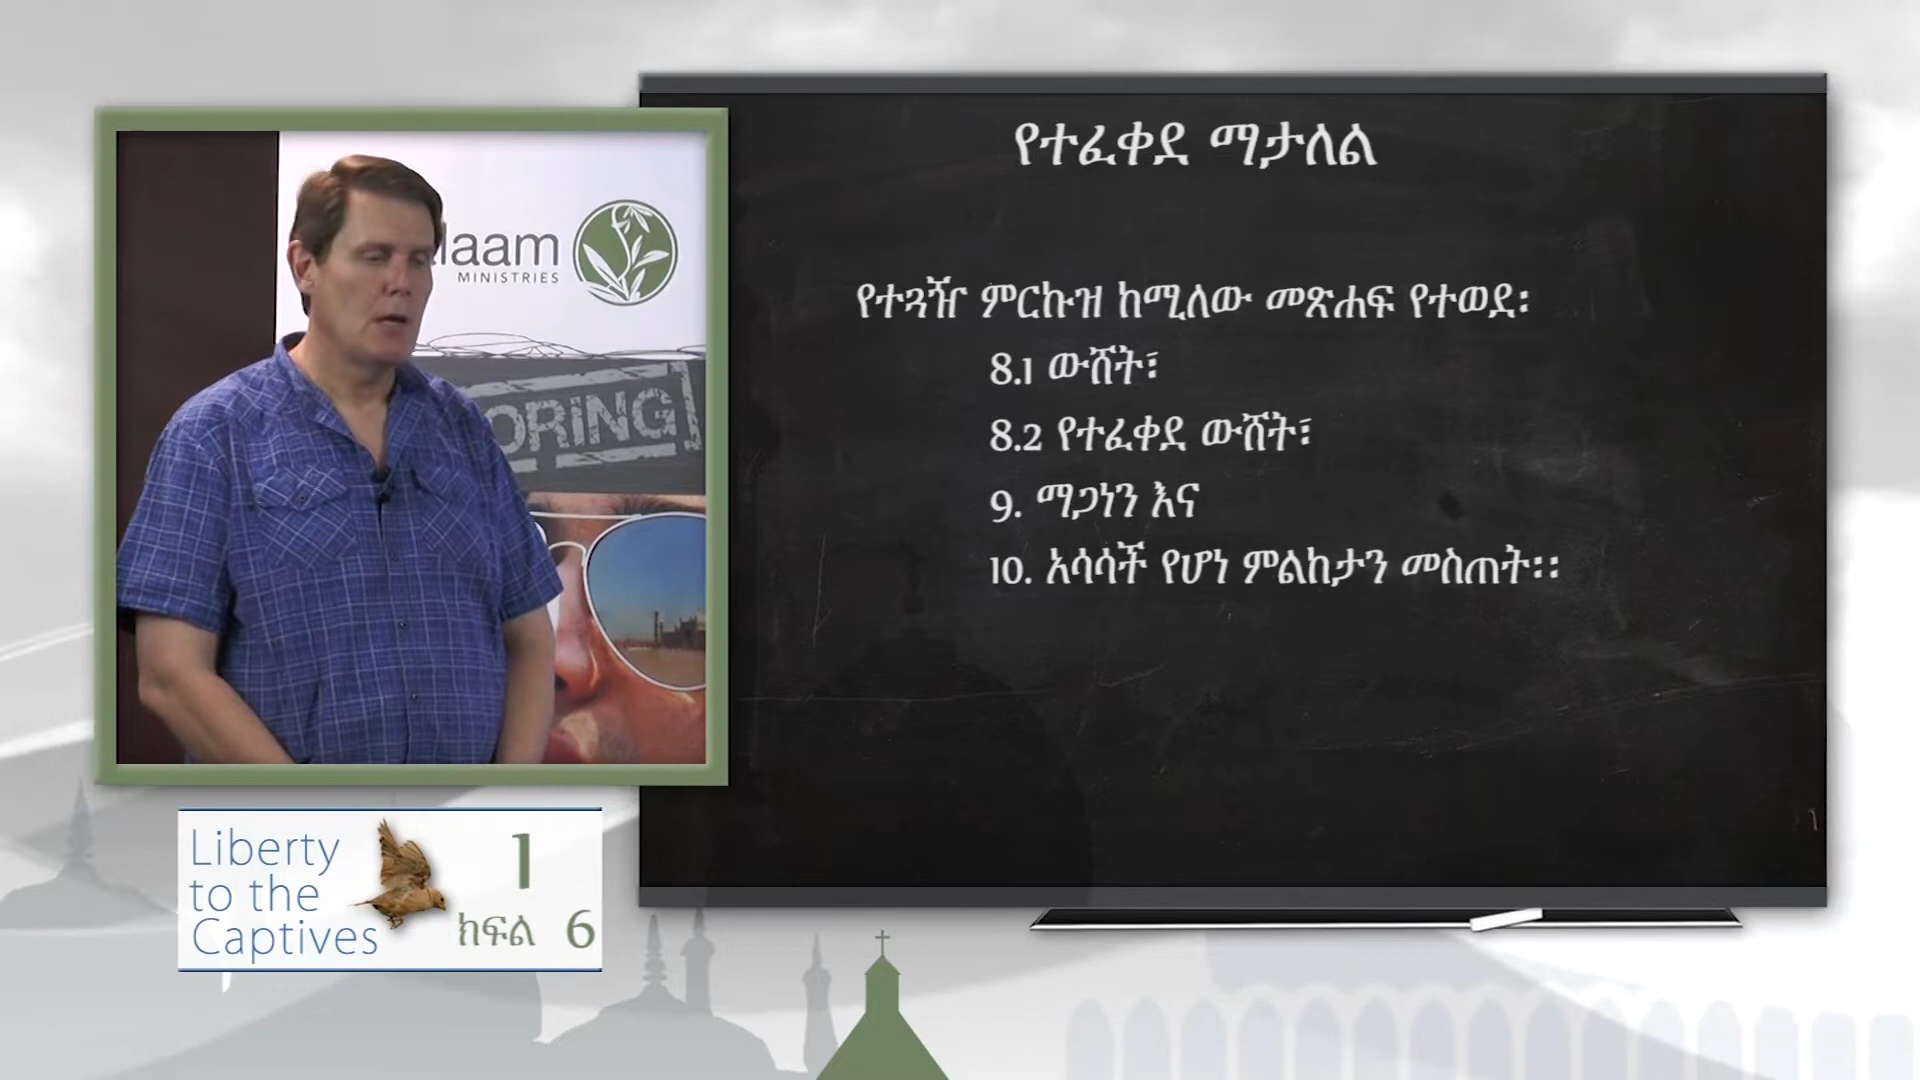 laam
MINISTRIES
ORING
የተፈቀደ ማታለል
የተጓዥ ምርኩዝ ከሚለው መጽሐፍ የተወደ፡
8.1 ውሸት፣
8.2 የተፈቀደ ውሸት፣
9. ማጋነን እና
10. አሳሳች የሆነ ምልከታን መስጠት፡፡
Liberty
to the
Captives
1
ክፍል 6